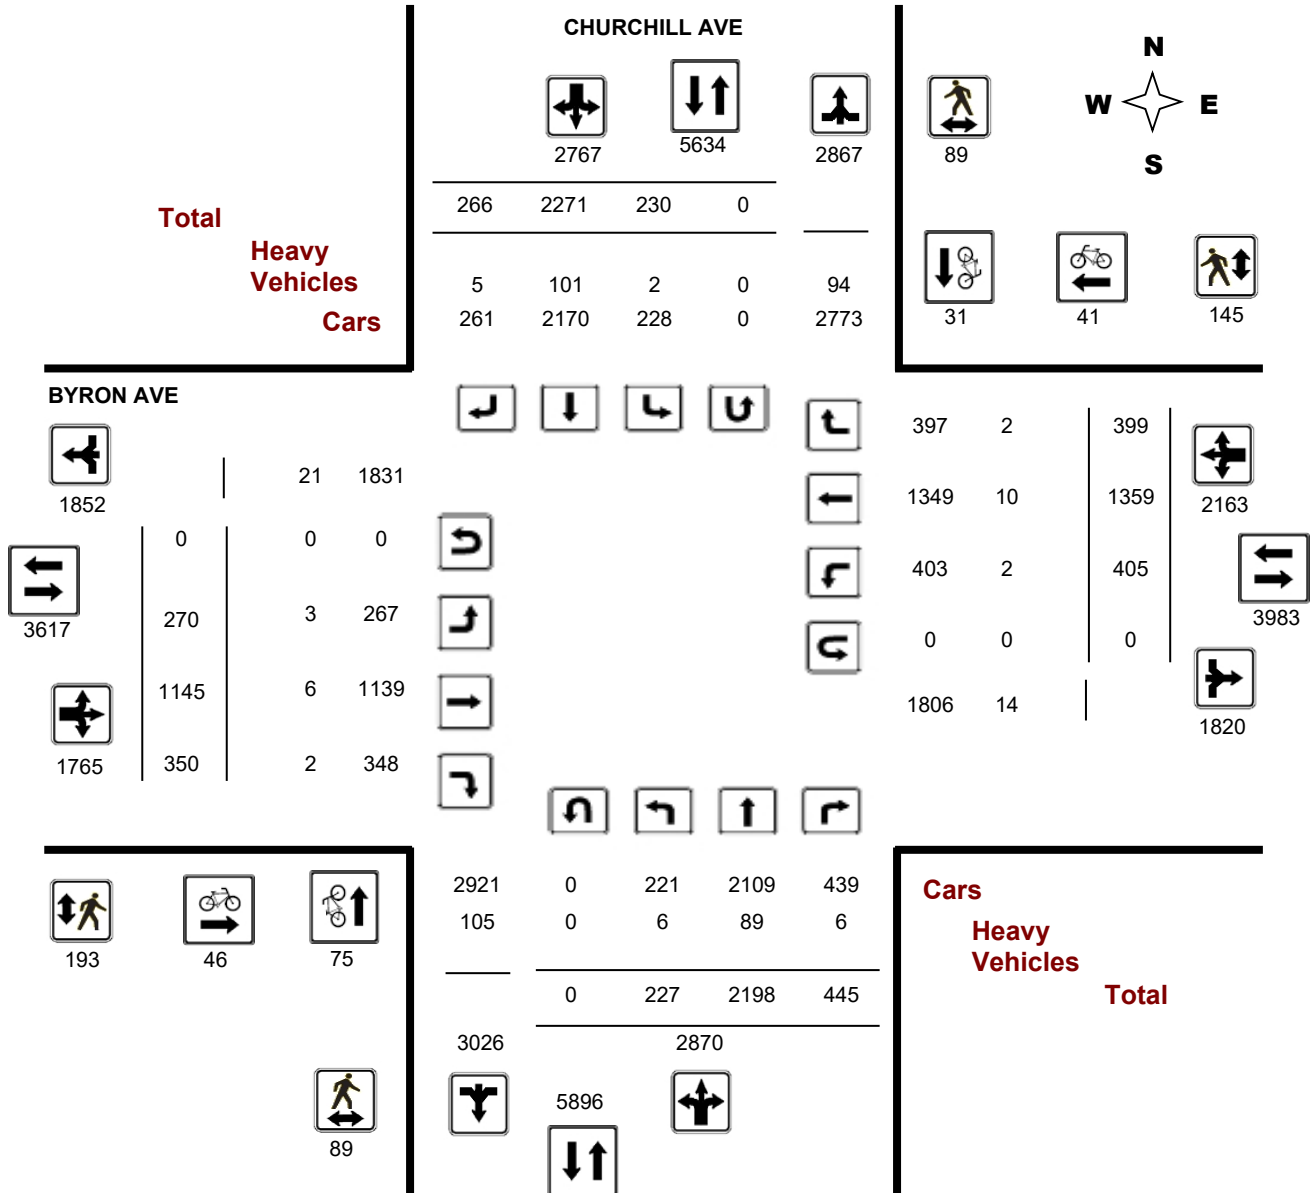 CHURCHILL AVE
N
W E
S
2767 5634 2867 89
266 2271 230 0
Total
Heavy
Vehicles
5 101 2 0 94
Cars
261 2170 228 0 2773
31 41 145
BYRON AVE
397 2 399
21 1831
1852
1349 10 1359 2163
0 0 0
403 2 405
3617
270 3 267
3983
0 0 0
1145 6 1139
1806 14
1820
1765
350 2 348
2921 0 221 2109 439
105 0 6 89 6
Cars
Heavy
Vehicles
193 46 75
0 227 2198 445
Total
3026 2870
5896
89